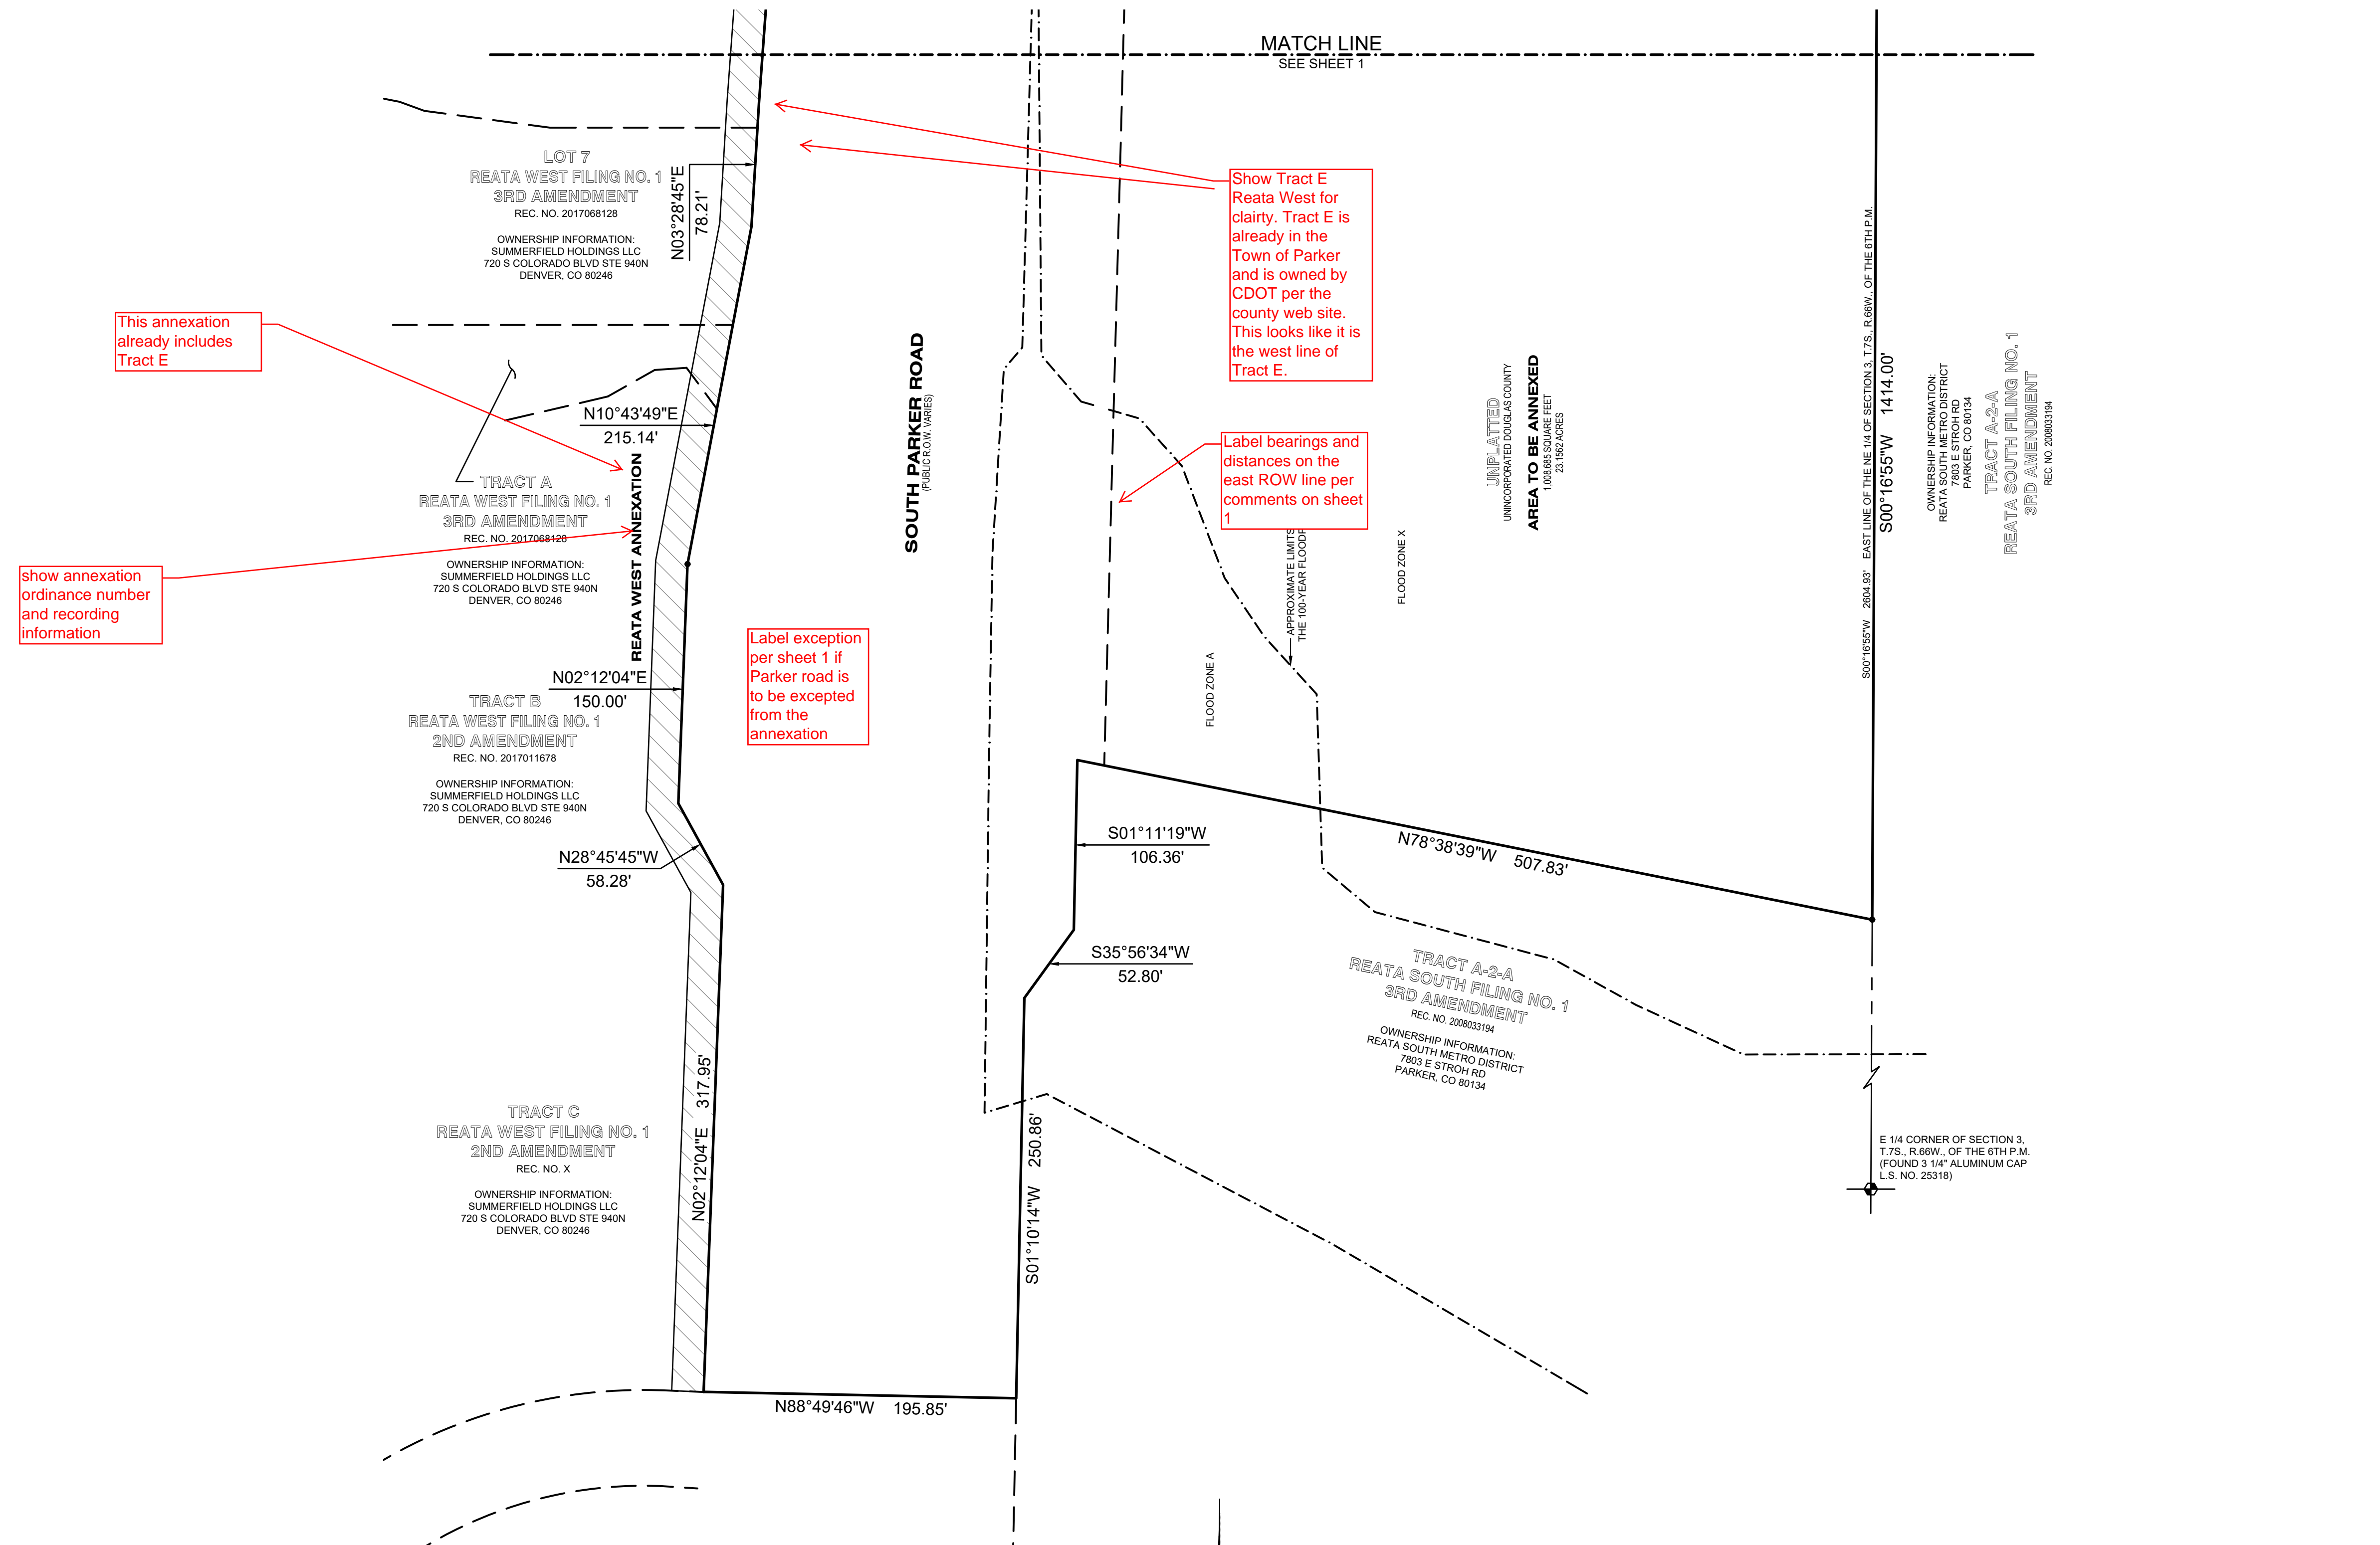 MATCH LINE
SEE SHEET 1
LOT 7
REATA WEST FILING NO. 1
3RD AMENDMENT
REC. NO. 2017068128
OWNERSHIP INFORMATION:
SUMMERFIELD HOLDINGS LLC
720 S COLORADO BLVD STE 940N
DENVER, CO 80246
N03°28'45"E
78.21'
Show Tract E
Reata West for
clairty. Tract E is
already in the
Town of Parker
and is owned by
CDOT per the
county web site.
This looks like it is
the west line of
Tract E.
This annexation
already includes
Tract E
N10°43'49"E
215.14'
SOUTH PARKER ROAD
(PUBLIC R.O.W. VARIES)
Label bearings and
distances on the
east ROW line per
comments on sheet
1
UNPLATTED
UNINCORPORATED DOUGLAS COUNTY
AREA TO BE ANNEXED
1,008,685 SQUARE FEET
23.1562 ACRES
S00°16'55"W 2604.93' EAST LINE OF THE NE 1/4 OF SECTION 3, T.7S., R.66W., OF THE 6TH P.M.
S00°16'55"W 1414.00'
OWNERSHIP INFORMATION:
REATA SOUTH METRO DISTRICT
7803 E STROH RD
PARKER, CO 80134
TRACT A-2-A
REATA SOUTH FILING NO. 1
3RD AMENDMENT
REC. NO. 2008033194
TRACT A
REATA WEST FILING NO. 1
3RD AMENDMENT
REC. NO. 2017068128
OWNERSHIP INFORMATION:
SUMMERFIELD HOLDINGS LLC
720 S COLORADO BLVD STE 940N
DENVER, CO 80246
REATA WEST ANNEXATION
show annexation
ordinance number
and recording
information
APPROXIMATE LIMITS
THE 100-YEAR
FLOOD ZONE X
FLOOD ZONE A
Label exception
per sheet 1 if
Parker road is
to be excepted
from the
annexation
N02°12'04"E
150.00'
TRACT B
REATA WEST FILING NO. 1
2ND AMENDMENT
REC. NO. 2017011678
OWNERSHIP INFORMATION:
SUMMERFIELD HOLDINGS LLC
720 S COLORADO BLVD STE 940N
DENVER, CO 80246
N28°45'45"W
58.28'
S01°11'19"W
106.36'
N78°38'39"W 507.83'
S35°56'34"W
52.80'
TRACT A-2-A
REATA SOUTH FILING NO. 1
3RD AMENDMENT
REC. NO. 2008033194
OWNERSHIP INFORMATION:
REATA SOUTH METRO DISTRICT
7803 E STROH RD
PARKER, CO 80134
N02°12'04"E 317.95'
S01°10'14"W 250.86'
TRACT C
REATA WEST FILING NO. 1
2ND AMENDMENT
REC. NO. X
OWNERSHIP INFORMATION:
SUMMERFIELD HOLDINGS LLC
720 S COLORADO BLVD STE 940N
DENVER, CO 80246
E 1/4 CORNER OF SECTION 3,
T.7S., R.66W., OF THE 6TH P.M.
(FOUND 3 1/4" ALUMINUM CAP
L.S. NO. 25318)
N88°49'46"W 195.85'